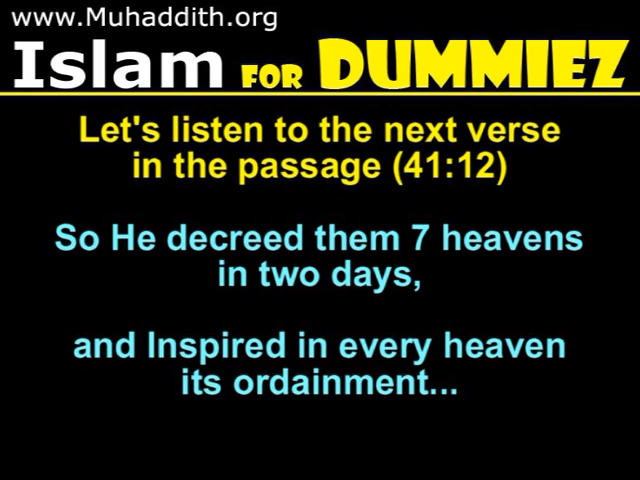 www.Muhaddith.org
Islam FOR DUMMIEZ
Let's listen to the next verse
in the passage (41:12)
So He decreed them 7 heavens
in two days,
and Inspired in every heaven
its ordainment...